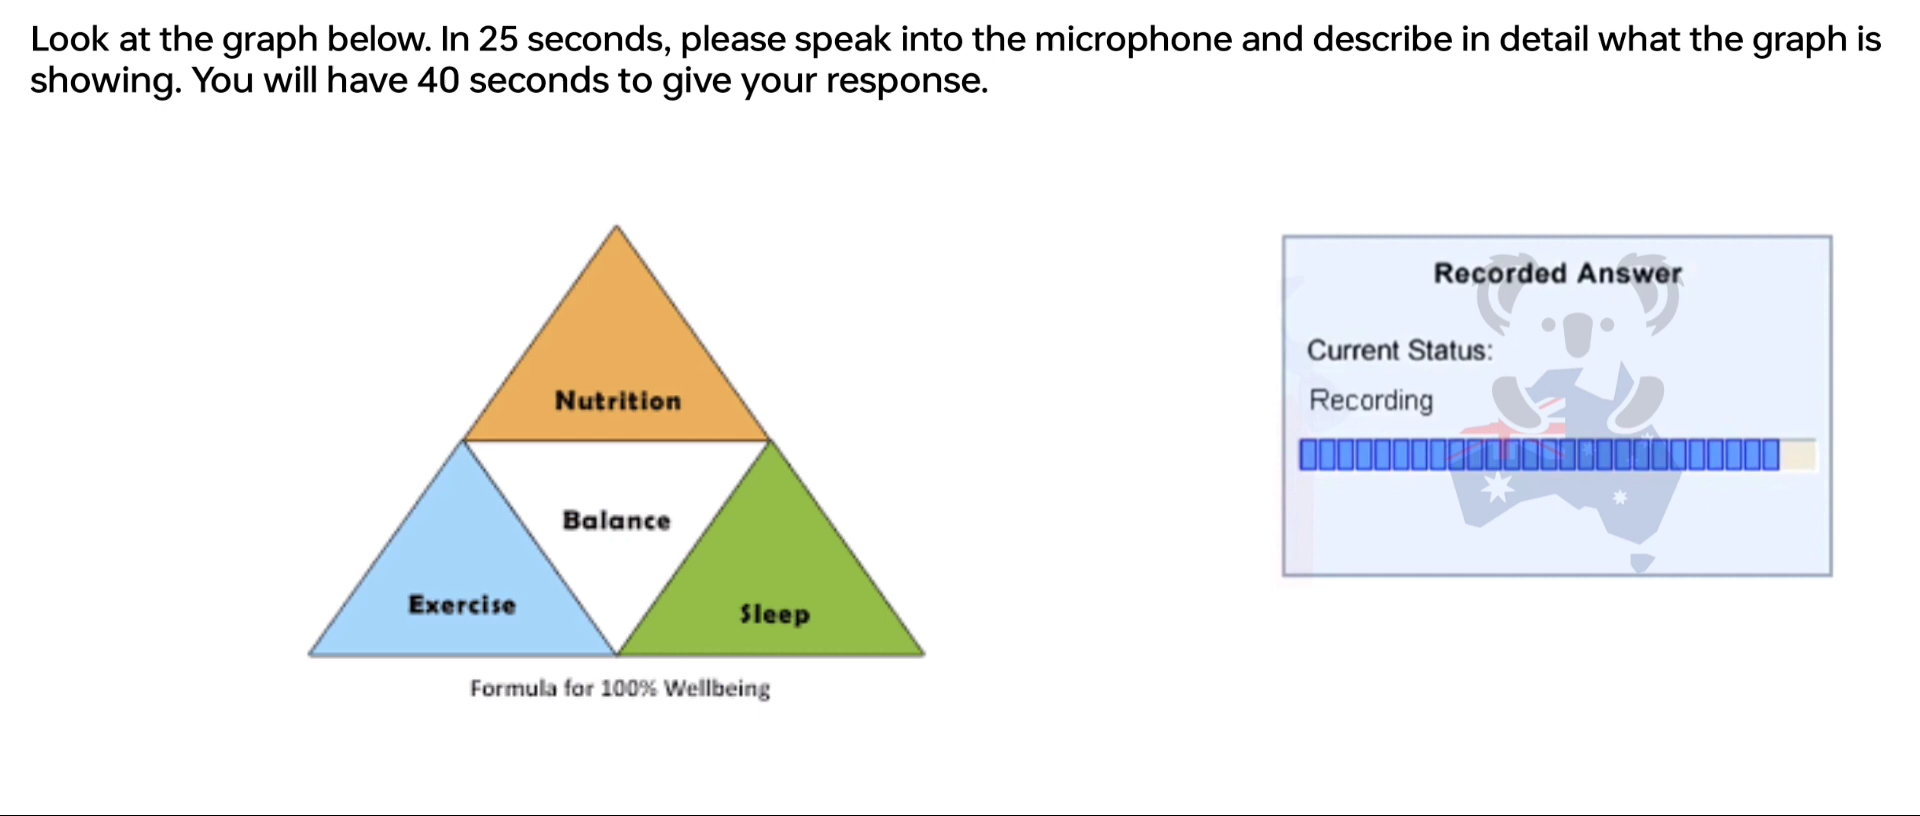 Look at the graph below. In 25 seconds, please speak into the microphone and describe in detail what the graph is
showing. You will have 40 seconds to give your response.
Nutrition
Balance
Exercise
Sleep
Formula for 100% Wellbeing
Recorded Answer
Current Status:
Recording